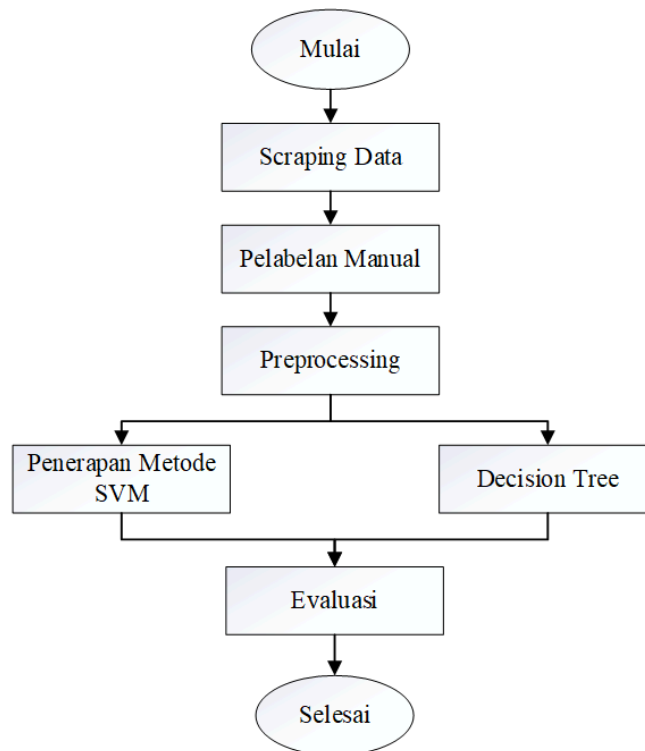 Mulai
Scraping Data
Pelabelan Manual
Preprocessing
Penerapan Metode
SVM
Decision Tree
Evaluasi
Selesai